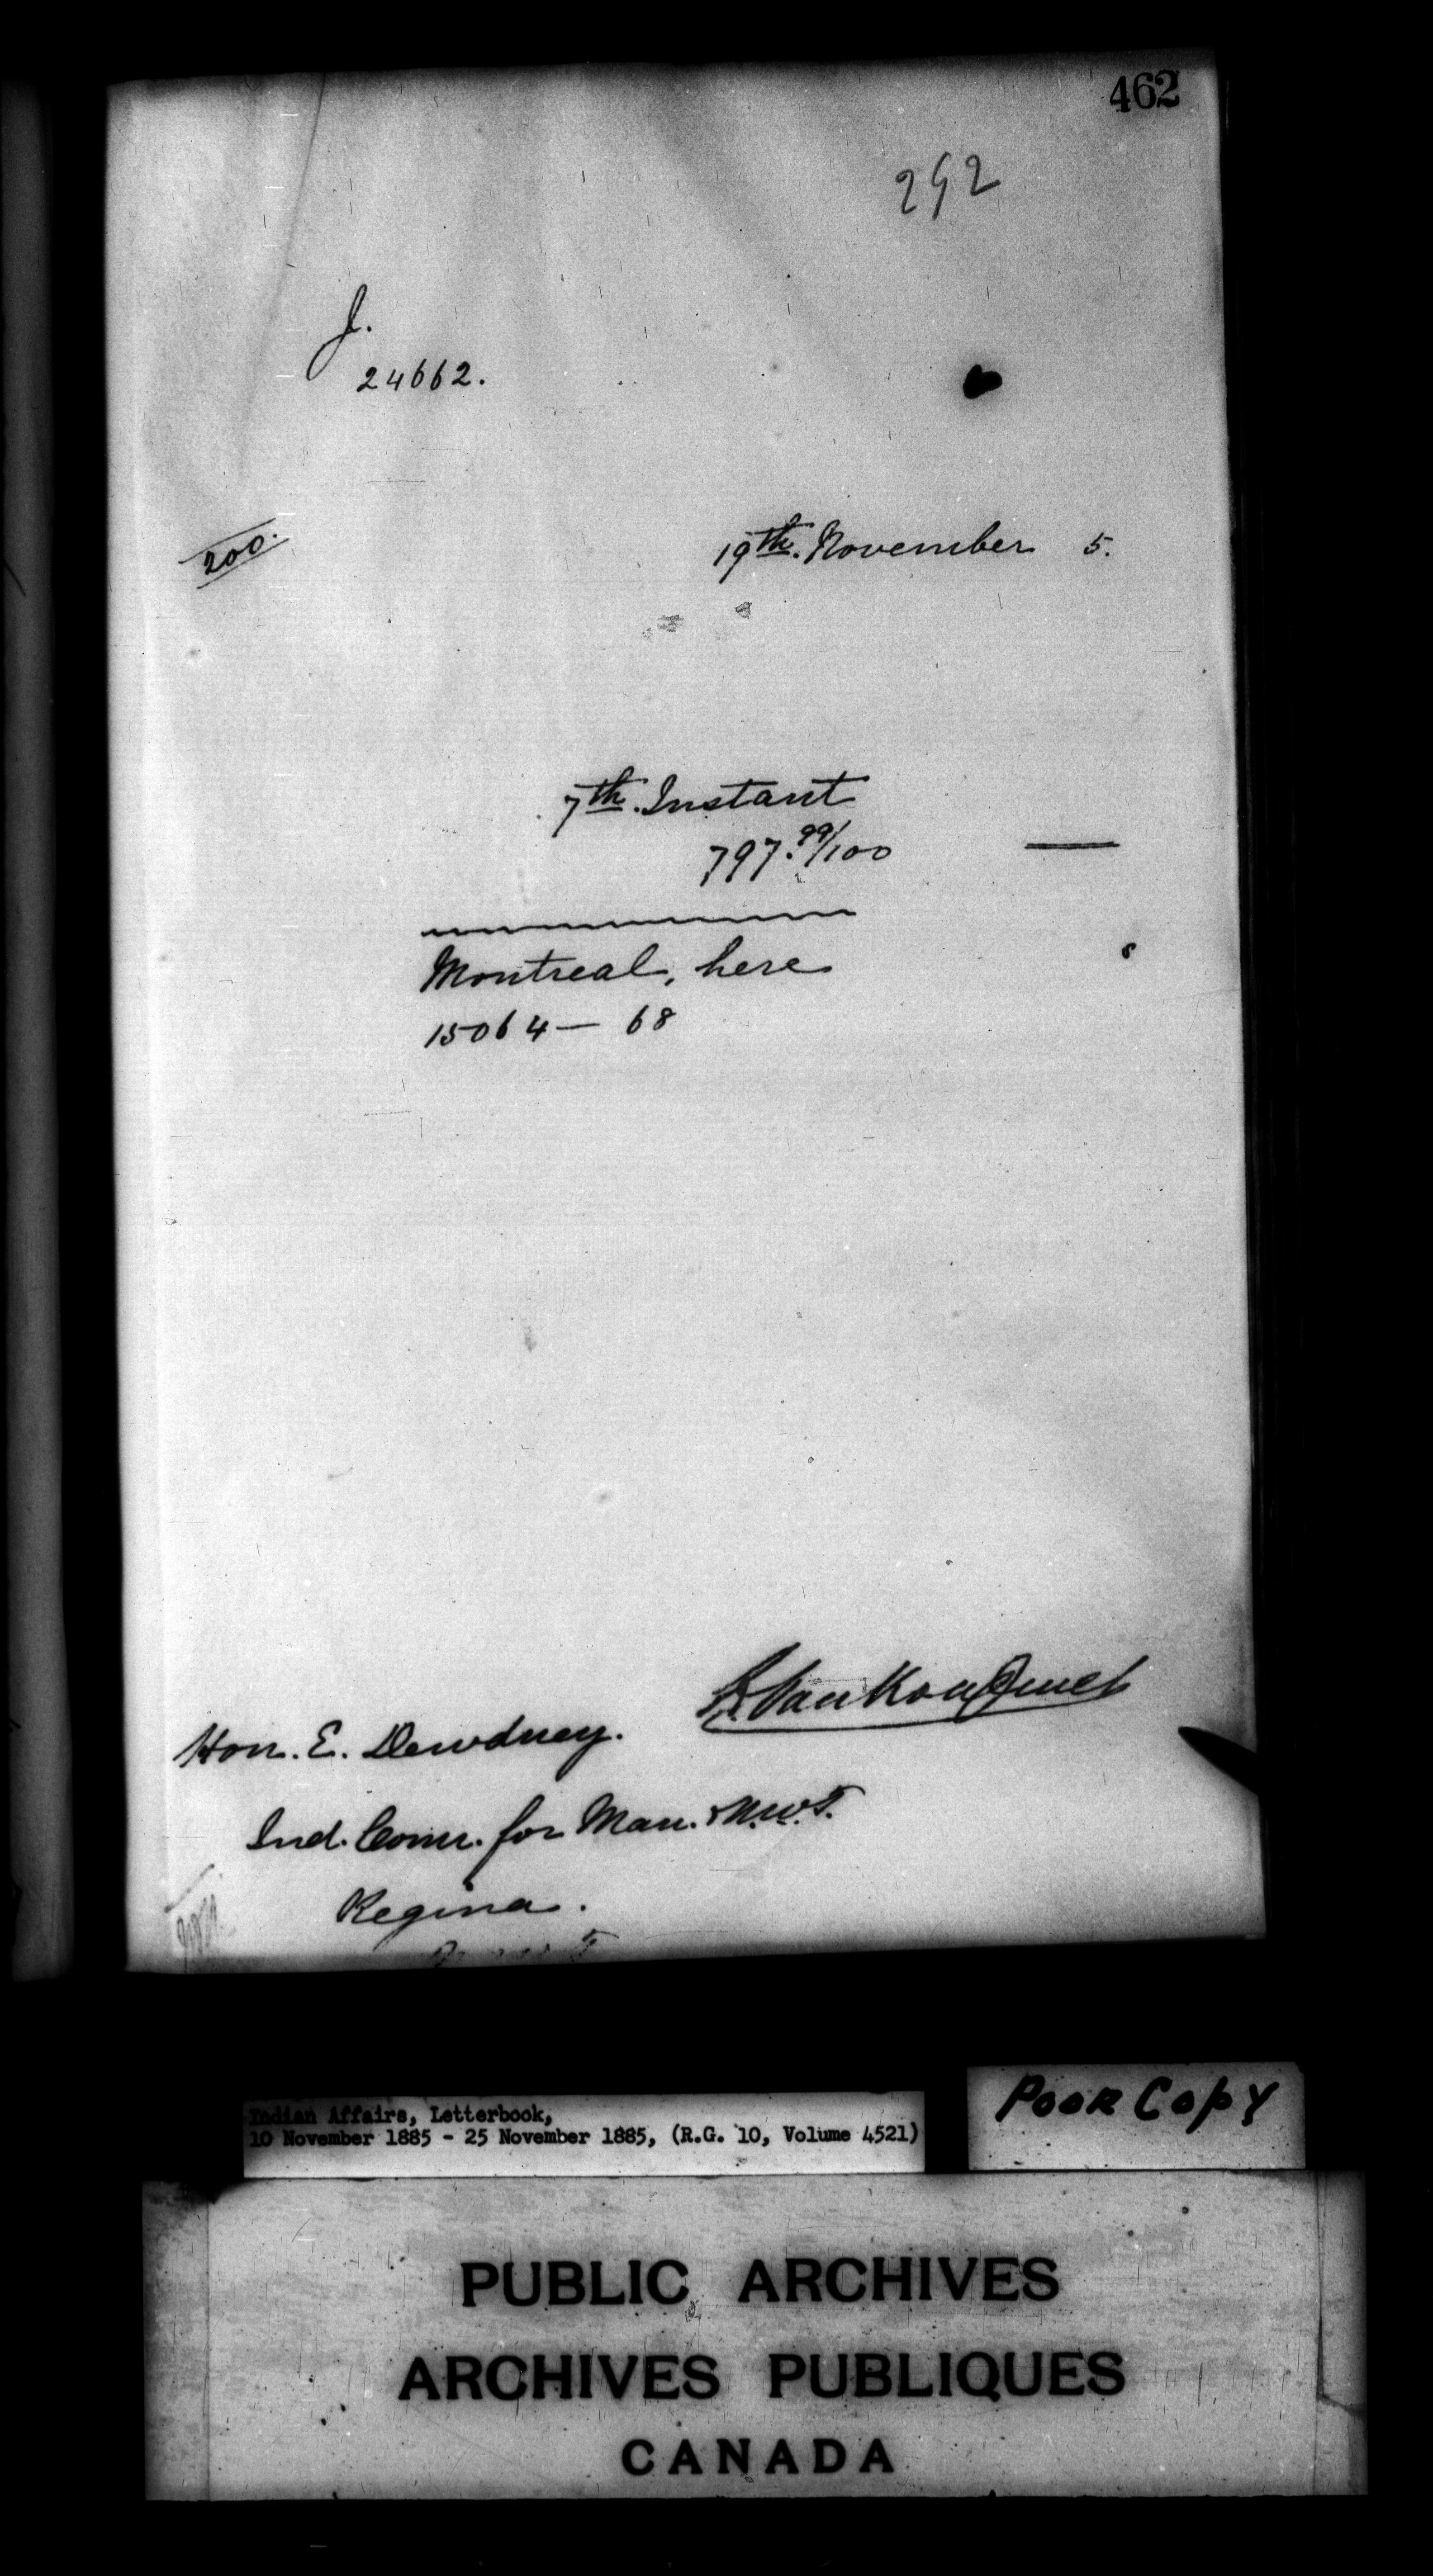 462
292
J.
24662.
200.
19th. November 5.
7th. Instant
797.99/100
Montreal, here
15064 — 68
L. VanKoughnet
Hon. E. Dewdney.
Ind. Comr. for Man. & N.W.T.
Regina.
Indian Affairs, Letterbook,
10 November 1885 - 25 November 1885, (R.G. 10, Volume 4521)
Poor Copy
PUBLIC ARCHIVES
ARCHIVES PUBLIQUES
CANADA